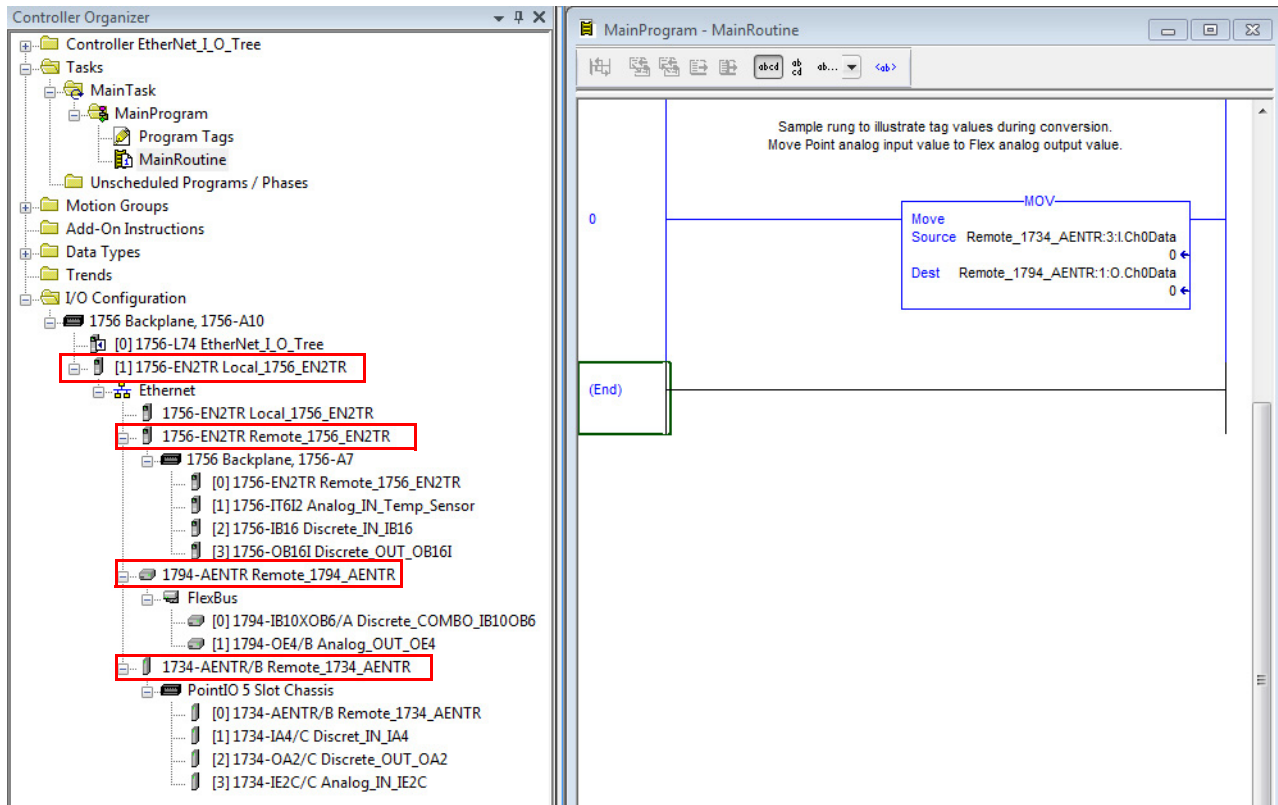 Controller Organizer
Controller EtherNet_I_O_Tree
Tasks
MainTask
MainProgram
Program Tags
MainRoutine
Unscheduled Programs / Phases
Motion Groups
Add-On Instructions
Data Types
Trends
I/O Configuration
1756 Backplane, 1756-A10
[0] 1756-L74 EtherNet_I_O_Tree
[1] 1756-EN2TR Local_1756_EN2TR
Ethernet
1756-EN2TR Local_1756_EN2TR
1756-EN2TR Remote_1756_EN2TR
1756 Backplane, 1756-A7
[0] 1756-EN2TR Remote_1756_EN2TR
[1] 1756-IT6I2 Analog_IN_Temp_Sensor
[2] 1756-IB16 Discrete_IN_IB16
[3] 1756-OB16I Discrete_OUT_OB16I
1794-AENTR Remote_1794_AENTR
FlexBus
[0] 1794-IB10XOB6/A Discrete_COMBO_IB10OB6
[1] 1794-OE4/B Analog_OUT_OE4
1734-AENTR/B Remote_1734_AENTR
PointIO 5 Slot Chassis
[0] 1734-AENTR/B Remote_1734_AENTR
[1] 1734-IA4/C Discret_IN_IA4
[2] 1734-OA2/C Discrete_OUT_OA2
[3] 1734-IE2C/C Analog_IN_IE2C
MainProgram - MainRoutine
abcd ab cd ab... <ab>
Sample rung to illustrate tag values during conversion.
Move Point analog input value to Flex analog output value.
0
MOV
Move
Source Remote_1734_AENTR:3:I.Ch0Data
0
Dest Remote_1794_AENTR:1:O.Ch0Data
0
(End)